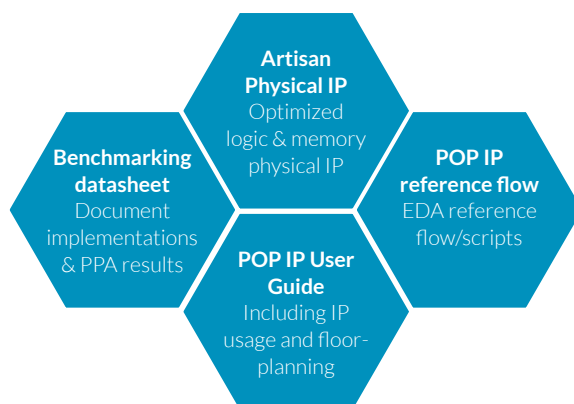 Artisan
Physical IP
Optimized
logic & memory
physical IP
Benchmarking
datasheet
Document
implementations
& PPA results
POP IP
reference flow
EDA reference
flow/scripts
POP IP User
Guide
Including IP
usage and floor-
planning